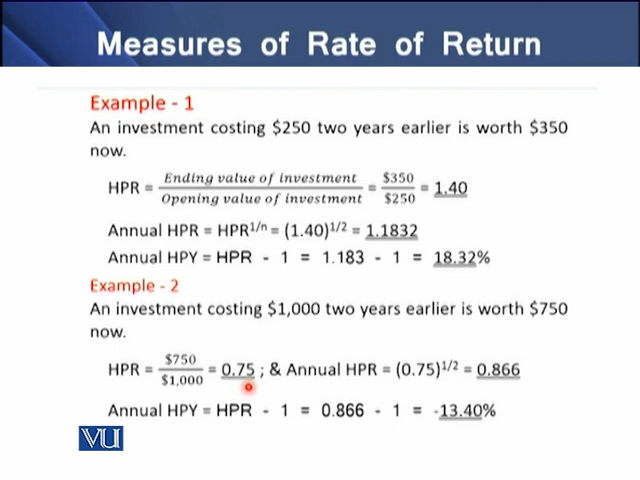 Measures of Rate of Return
Example - 1
An investment costing $250 two years earlier is worth $350
now.
HPR = Ending value of investment / Opening value of investment = $350 / $250 = 1.40
Annual HPR = HPR^1/n = (1.40)^1/2 = 1.1832
Annual HPY = HPR - 1 = 1.183 - 1 = 18.32%
Example - 2
An investment costing $1,000 two years earlier is worth $750
now.
HPR = $750 / $1,000 = 0.75 ; & Annual HPR = (0.75)^1/2 = 0.866
Annual HPY = HPR - 1 = 0.866 - 1 = -13.40%
VU